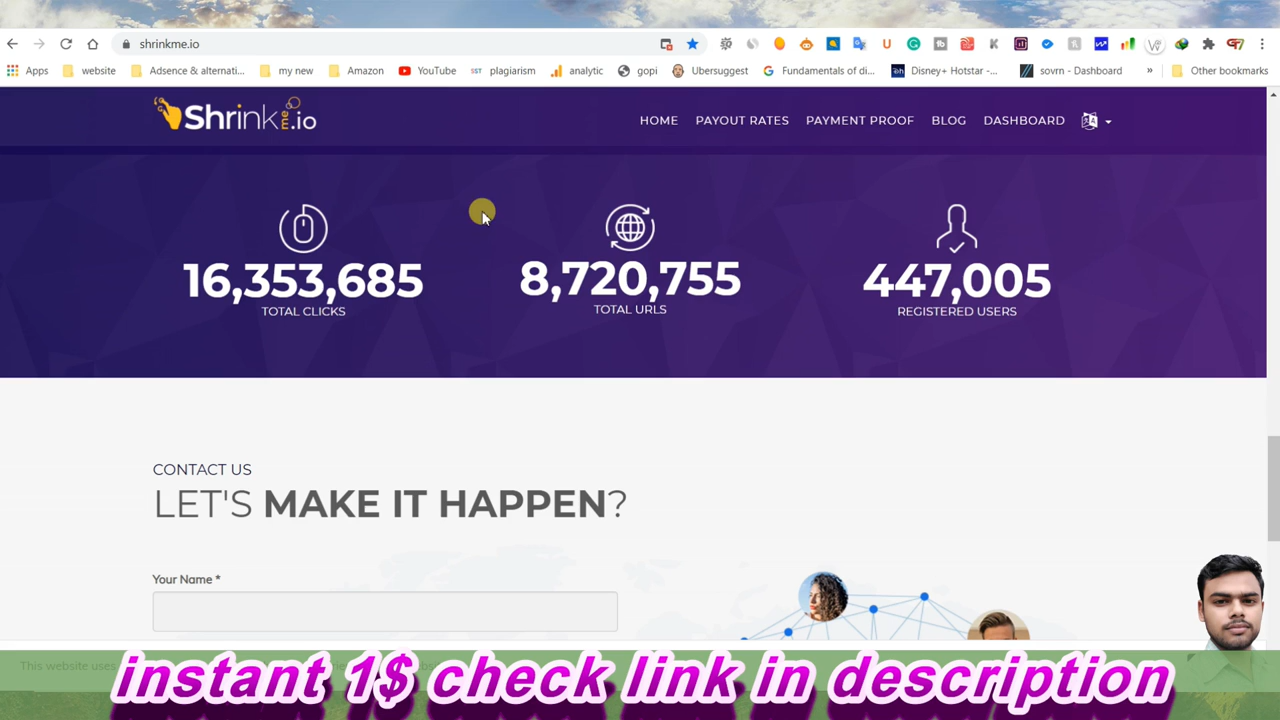 shrinkme.io
Apps website Adsence & alternati... my new Amazon YouTube plagiarism analytic gopi Ubersuggest Fundamentals of di... Disney+ Hotstar -... sovrn - Dashboard » Other bookmarks
Shrinkme.io
HOME PAYOUT RATES PAYMENT PROOF BLOG DASHBOARD
16,353,685 8,720,755 447,005
TOTAL CLICKS TOTAL URLS REGISTERED USERS
CONTACT US
LET'S MAKE IT HAPPEN?
Your Name *
This website uses
instant 1$ check link in description